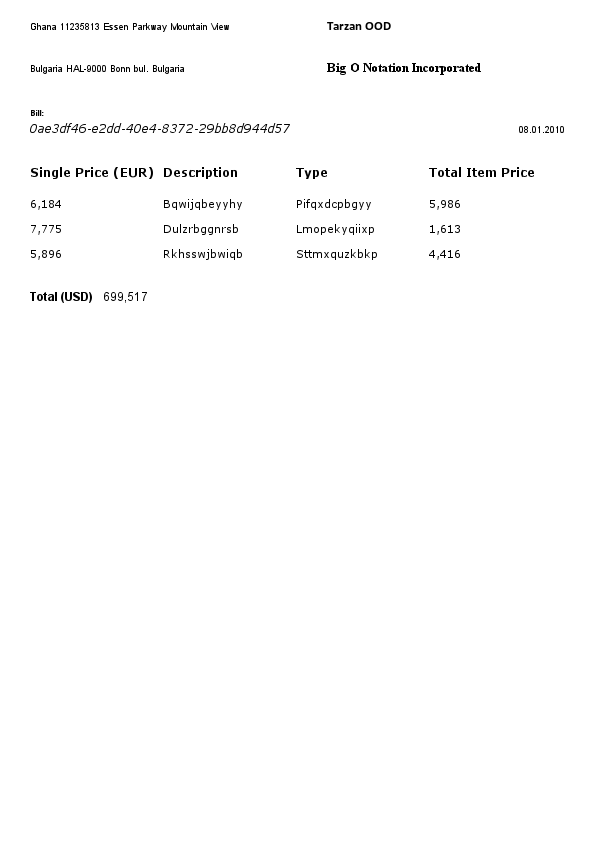 Ghana 11235813 Essen Parkway Mountain View Tarzan OOD
Bulgaria HAL-9000 Bonn bul. Bulgaria Big O Notation Incorporated
Bill:
0ae3df46-e2dd-40e4-8372-29bb8d944d57 08.01.2010
Single Price (EUR) Description Type Total Item Price
6,184 Bqwijqbeyyhy Pifqxdcpbgyy 5,986
7,775 Dulzrbggnrsb Lmopekyqiixp 1,613
5,896 Rkhsswjbwiqb Sttmxquzkbkp 4,416
Total (USD) 699,517